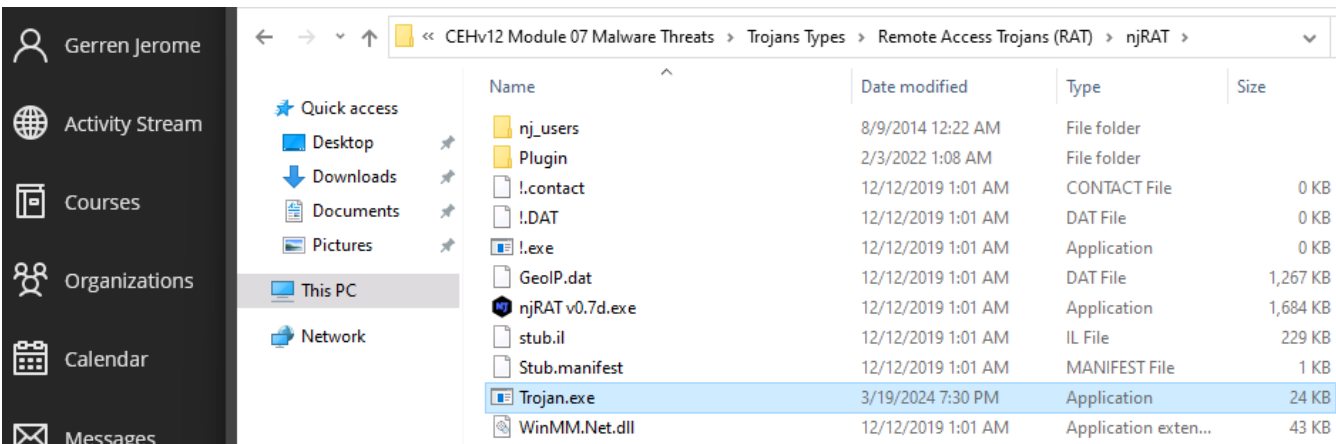 Gerren Jerome
Activity Stream
Courses
Organizations
Calendar
Messages
« CEHv12 Module 07 Malware Threats > Trojans Types > Remote Access Trojans (RAT) > njRAT >
Quick access
Desktop
Downloads
Documents
Pictures
This PC
Network
Name Date modified Type Size
nj_users 8/9/2014 12:22 AM File folder
Plugin 2/3/2022 1:08 AM File folder
!.contact 12/12/2019 1:01 AM CONTACT File 0 KB
!.DAT 12/12/2019 1:01 AM DAT File 0 KB
!.exe 12/12/2019 1:01 AM Application 0 KB
GeoIP.dat 12/12/2019 1:01 AM DAT File 1,267 KB
njRAT v0.7d.exe 12/12/2019 1:01 AM Application 1,684 KB
stub.il 12/12/2019 1:01 AM IL File 229 KB
Stub.manifest 12/12/2019 1:01 AM MANIFEST File 1 KB
Trojan.exe 3/19/2024 7:30 PM Application 24 KB
WinMM.Net.dll 12/12/2019 1:01 AM Application exten... 43 KB